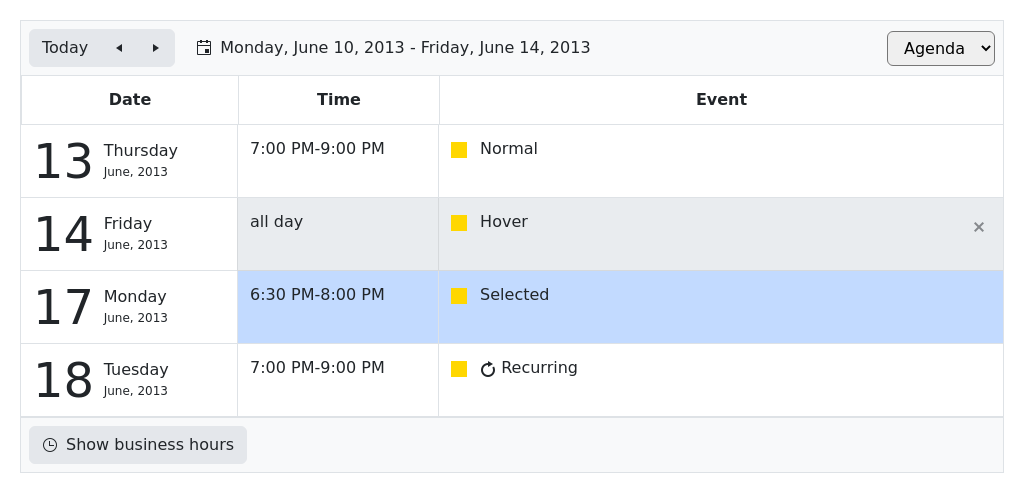 Today Monday, June 10, 2013 - Friday, June 14, 2013 Agenda
Date Time Event
13 Thursday June, 2013 7:00 PM-9:00 PM Normal
14 Friday June, 2013 all day Hover
17 Monday June, 2013 6:30 PM-8:00 PM Selected
18 Tuesday June, 2013 7:00 PM-9:00 PM Recurring
Show business hours